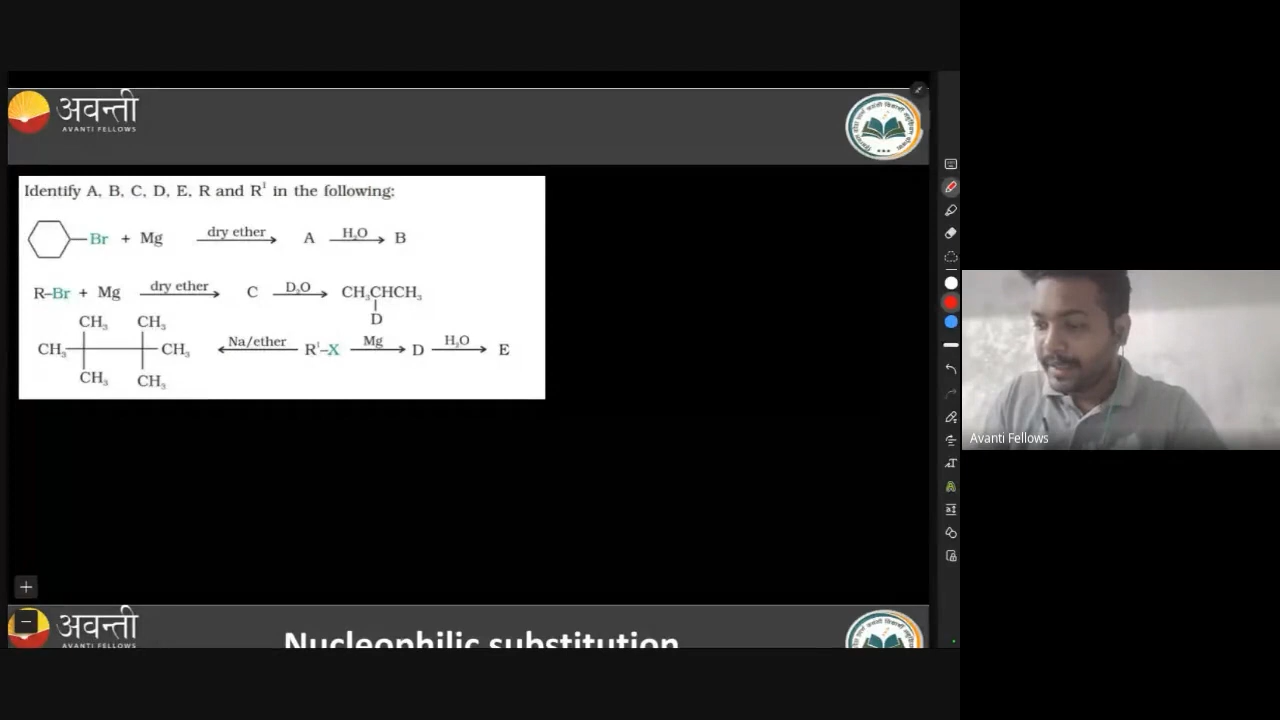 अवन्ती
AVANTI FELLOWS
Identify A, B, C, D, E, R and R¹ in the following:
Br + Mg dry ether A H₂O B
R–Br + Mg dry ether C D₂O CH₃CHCH₃
D
CH₃ CH₃
CH₃ CH₃ Na/ether R¹–X Mg D H₂O E
CH₃ CH₃
Avanti Fellows
अवन्ती
AVANTI FELLOWS
Nucleophilic substitution